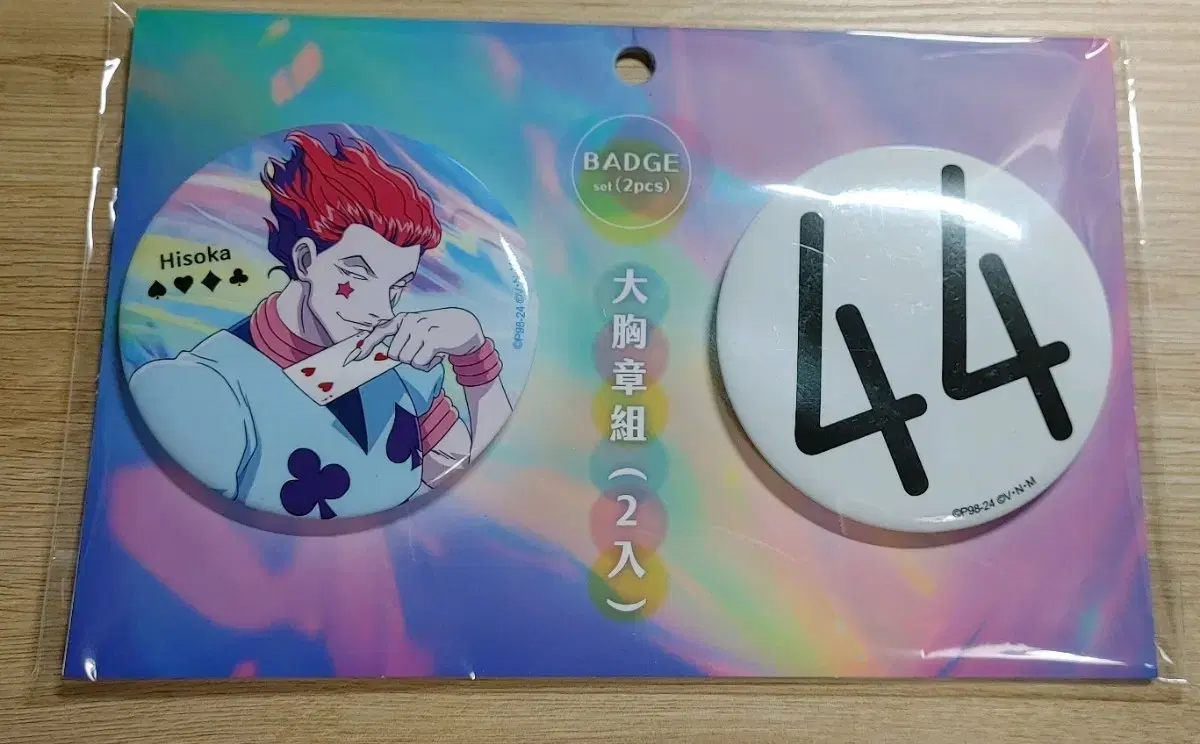 Hisoka
♠♥♦♣
©P98-24 ©V·N·M
BADGE
set(2pcs)
大胸章組(2入)
44
©P98-24 ©V·N·M